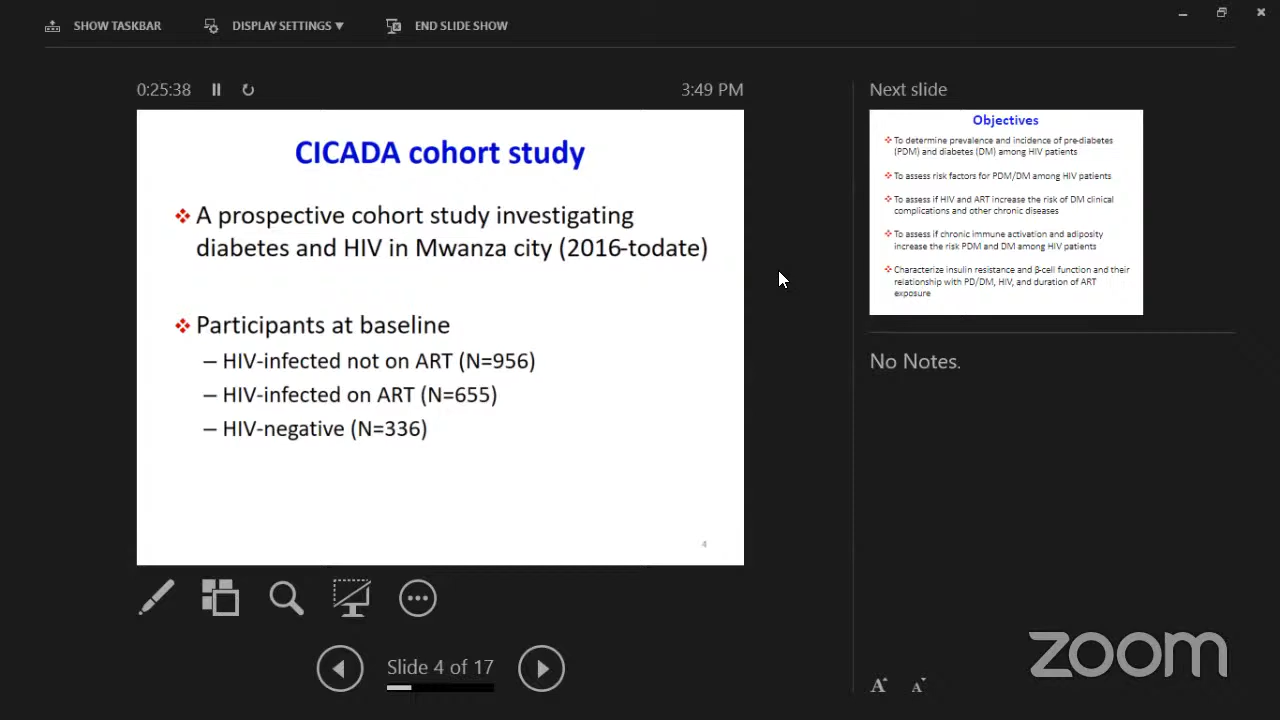 SHOW TASKBAR
DISPLAY SETTINGS ▼
END SLIDE SHOW
0:25:38
3:49 PM
CICADA cohort study
❖ A prospective cohort study investigating
diabetes and HIV in Mwanza city (2016-todate)
❖ Participants at baseline
– HIV-infected not on ART (N=956)
– HIV-infected on ART (N=655)
– HIV-negative (N=336)
4
Slide 4 of 17
Next slide
Objectives
❖ To determine prevalence and incidence of pre-diabetes
(PDM) and diabetes (DM) among HIV patients
❖ To assess risk factors for PDM/DM among HIV patients
❖ To assess if HIV and ART increase the risk of DM clinical
complications and other chronic diseases
❖ To assess if chronic immune activation and adiposity
increase the risk PDM and DM among HIV patients
❖ Characterize insulin resistance and β-cell function and their
relationship with PD/DM, HIV, and duration of ART
exposure
No Notes.
A A
zoom